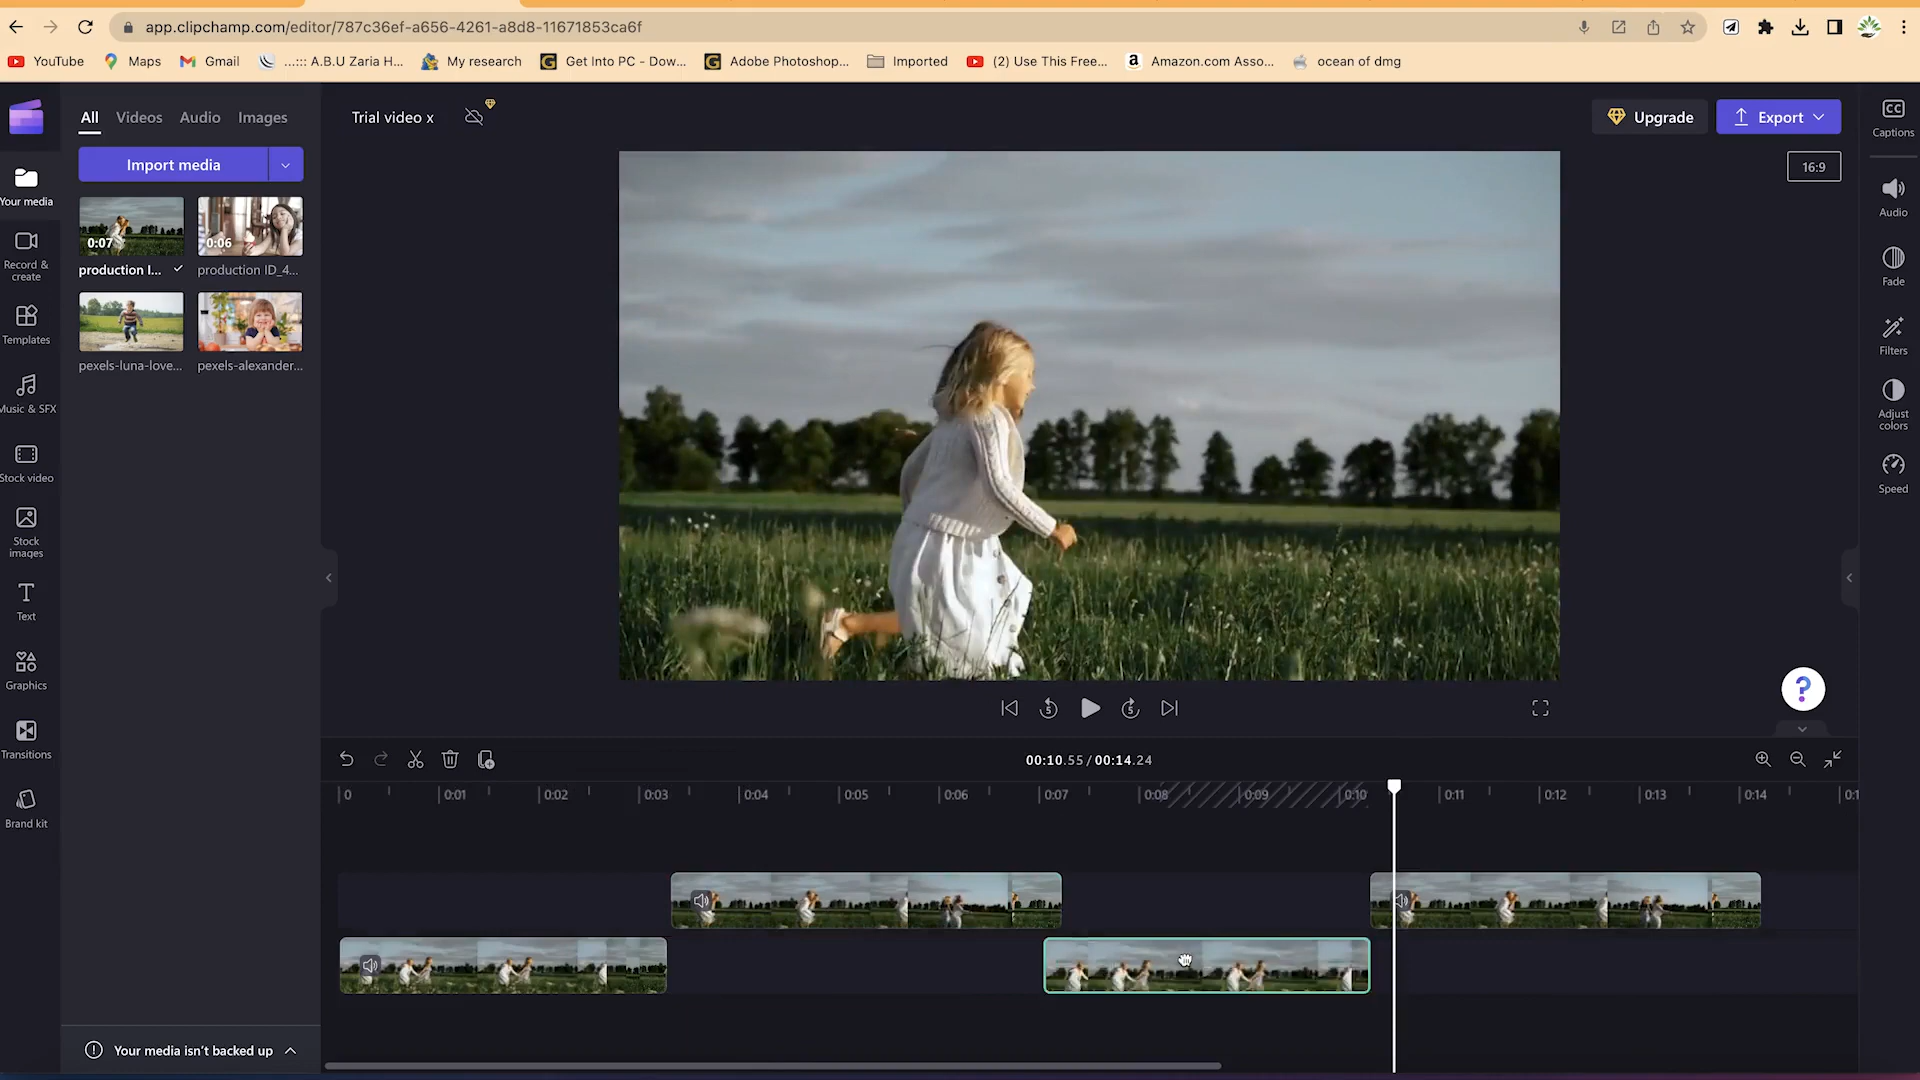 app.clipchamp.com/editor/787c36ef-a656-4261-a8d8-11671853ca6f
YouTube Maps Gmail ...::: A.B.U Zaria H... My research Get Into PC - Dow... Adobe Photoshop... Imported (2) Use This Free... Amazon.com Asso... ocean of dmg
All Videos Audio Images
Trial video x
Upgrade
Export
CC
Captions
Import media
16:9
Your media
0:07
0:06
production I...
production ID_4...
Audio
Record &
create
Fade
Templates
pexels-luna-love...
pexels-alexander...
Filters
Music & SFX
Adjust
colors
Stock video
Speed
Stock
images
T
Text
Graphics
?
5
5
Transitions
00:10.55 / 00:14.24
0 0:01 0:02 0:03 0:04 0:05 0:06 0:07 0:08 0:09 0:10 0:11 0:12 0:13 0:14 0:1
Brand kit
Your media isn't backed up